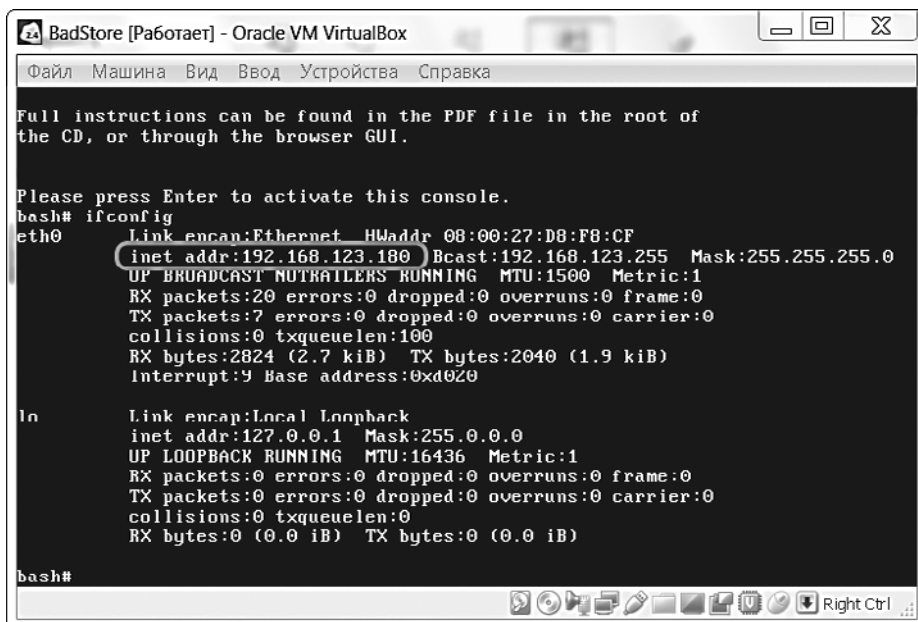 BadStore [Работает] - Oracle VM VirtualBox
Файл Машина Вид Ввод Устройства Справка
Full instructions can be found in the PDF file in the root of
the CD, or through the browser GUI.
Please press Enter to activate this console.
bash# ifconfig
eth0 Link encap:Ethernet HWaddr 08:00:27:D8:F8:CF
inet addr:192.168.123.180 Bcast:192.168.123.255 Mask:255.255.255.0
UP BROADCAST NOTRAILERS RUNNING MTU:1500 Metric:1
RX packets:20 errors:0 dropped:0 overruns:0 frame:0
TX packets:7 errors:0 dropped:0 overruns:0 carrier:0
collisions:0 txqueuelen:100
RX bytes:2824 (2.7 kiB) TX bytes:2040 (1.9 kiB)
Interrupt:9 Base address:0xd020
lo Link encap:Local Loopback
inet addr:127.0.0.1 Mask:255.0.0.0
UP LOOPBACK RUNNING MTU:16436 Metric:1
RX packets:0 errors:0 dropped:0 overruns:0 frame:0
TX packets:0 errors:0 dropped:0 overruns:0 carrier:0
collisions:0 txqueuelen:0
RX bytes:0 (0.0 iB) TX bytes:0 (0.0 iB)
bash#
Right Ctrl